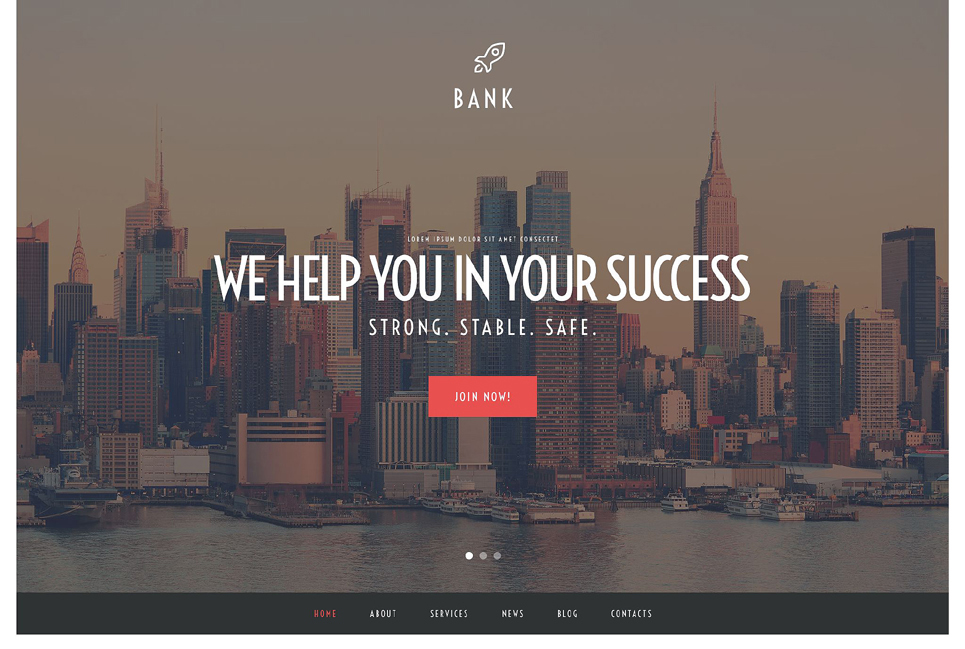 BANK
LOREM IPSUM DOLOR SIT AMET CONSECTET
WE HELP YOU IN YOUR SUCCESS
STRONG. STABLE. SAFE.
JOIN NOW!
HOME ABOUT SERVICES NEWS BLOG CONTACTS